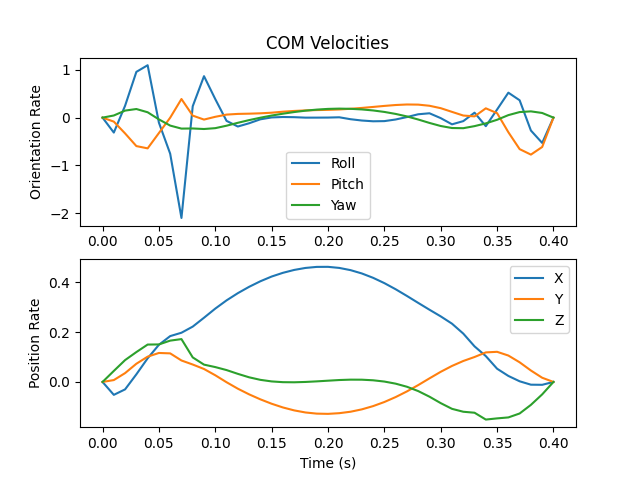 COM Velocities
Orientation Rate
1
0
−1
−2
Roll
Pitch
Yaw
0.00 0.05 0.10 0.15 0.20 0.25 0.30 0.35 0.40
Position Rate
0.4
0.2
0.0
X
Y
Z
0.00 0.05 0.10 0.15 0.20 0.25 0.30 0.35 0.40
Time (s)